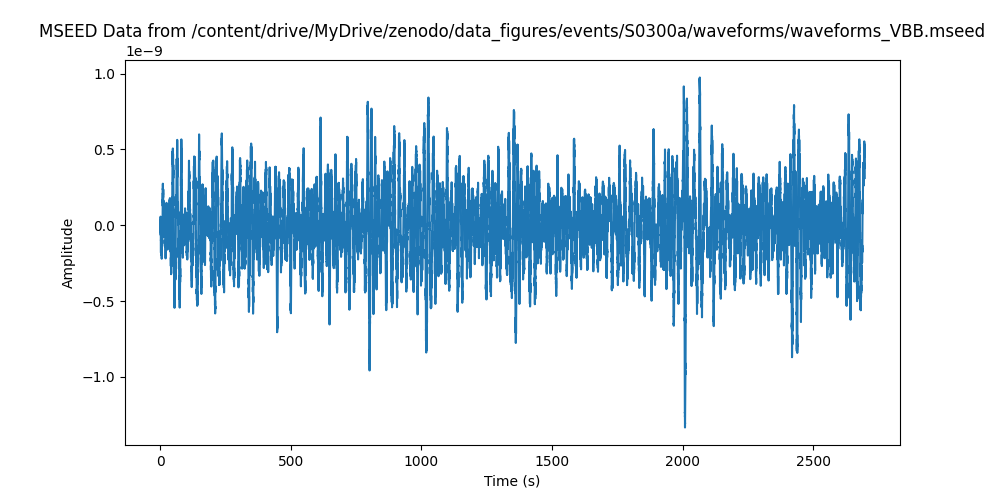 MSEED Data from /content/drive/MyDrive/zenodo/data_figures/events/S0300a/waveforms/waveforms_VBB.mseed
1e−9
1.0
0.5
0.0
−0.5
−1.0
Amplitude
0 500 1000 1500 2000 2500
Time (s)